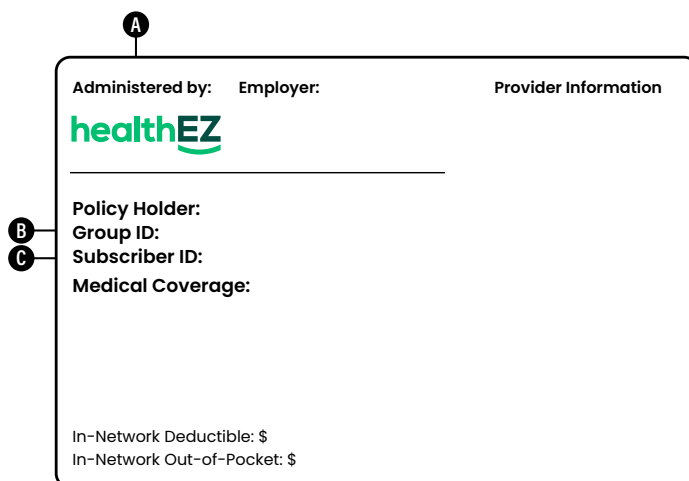 A
Administered by: Employer: Provider Information
healthEZ
Policy Holder:
B
Group ID:
C
Subscriber ID:
Medical Coverage:
In-Network Deductible: $
In-Network Out-of-Pocket: $